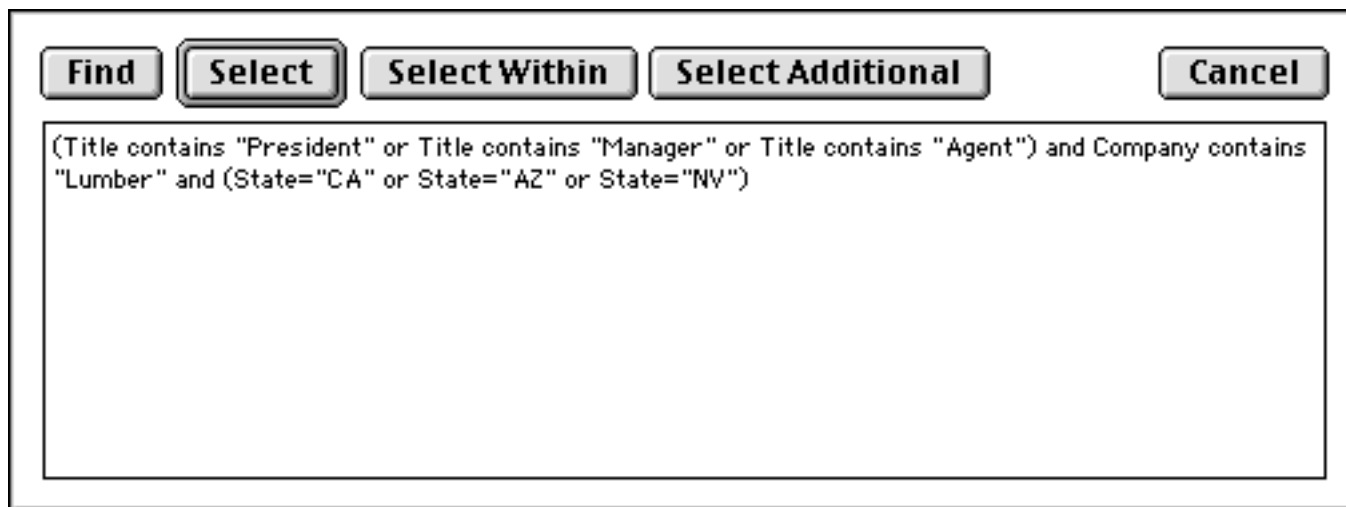 Find Select Select Within Select Additional Cancel
(Title contains "President" or Title contains "Manager" or Title contains "Agent") and Company contains
"Lumber" and (State="CA" or State="AZ" or State="NV")